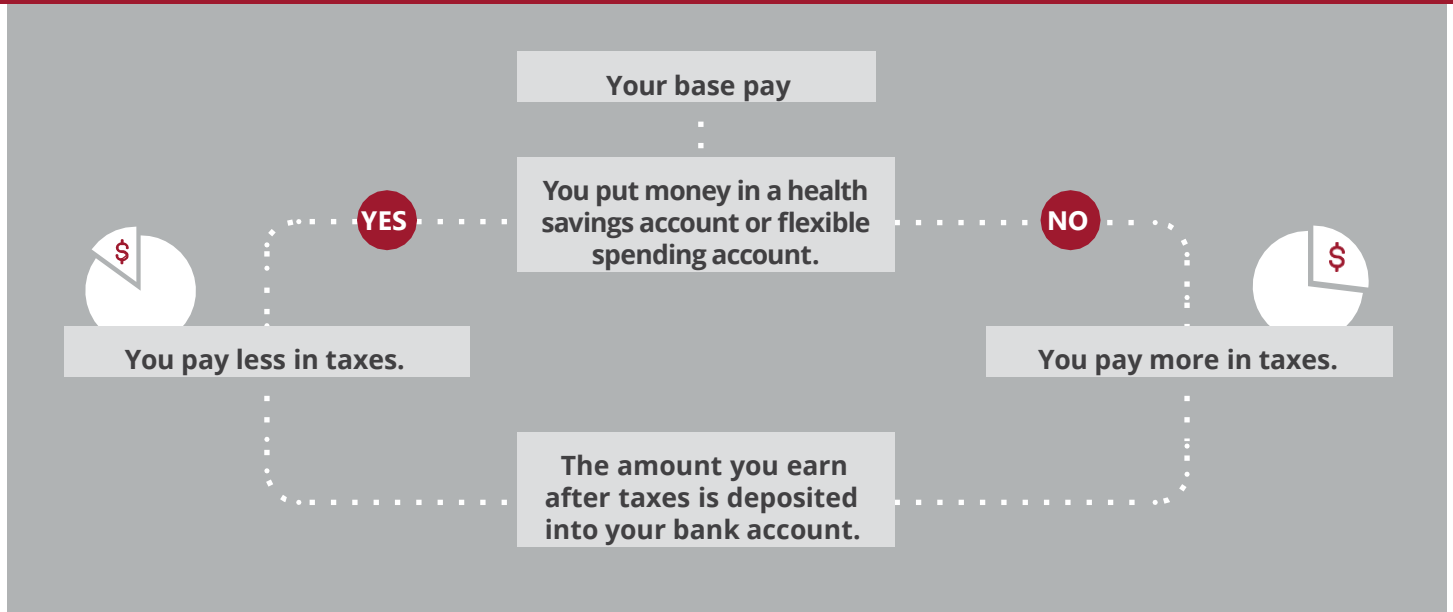 Your base pay
You put money in a health
savings account or flexible
spending account.
YES
NO
$
$
You pay less in taxes.
You pay more in taxes.
The amount you earn
after taxes is deposited
into your bank account.